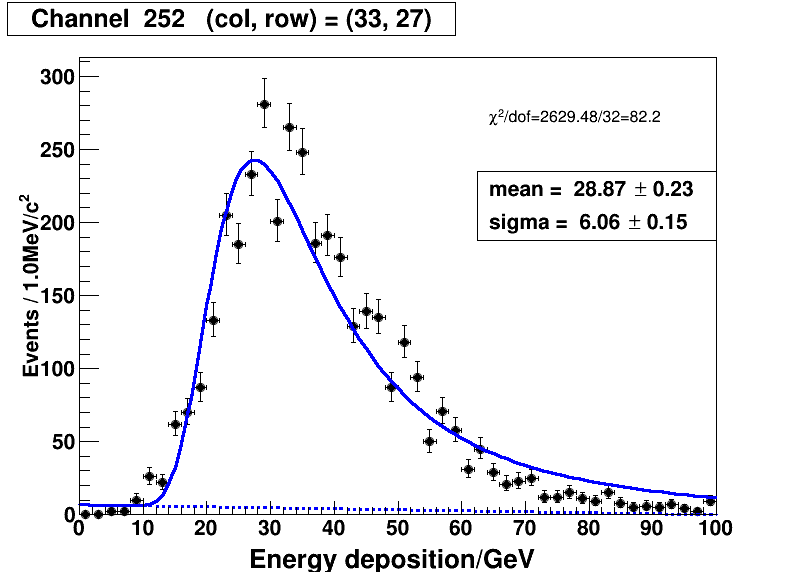 Channel 252 (col, row) = (33, 27)
χ²/dof=2629.48/32=82.2
mean = 28.87 ± 0.23
sigma = 6.06 ± 0.15
Events / 1.0MeV/c²
300
250
200
150
100
50
0
0 10 20 30 40 50 60 70 80 90 100
Energy deposition/GeV